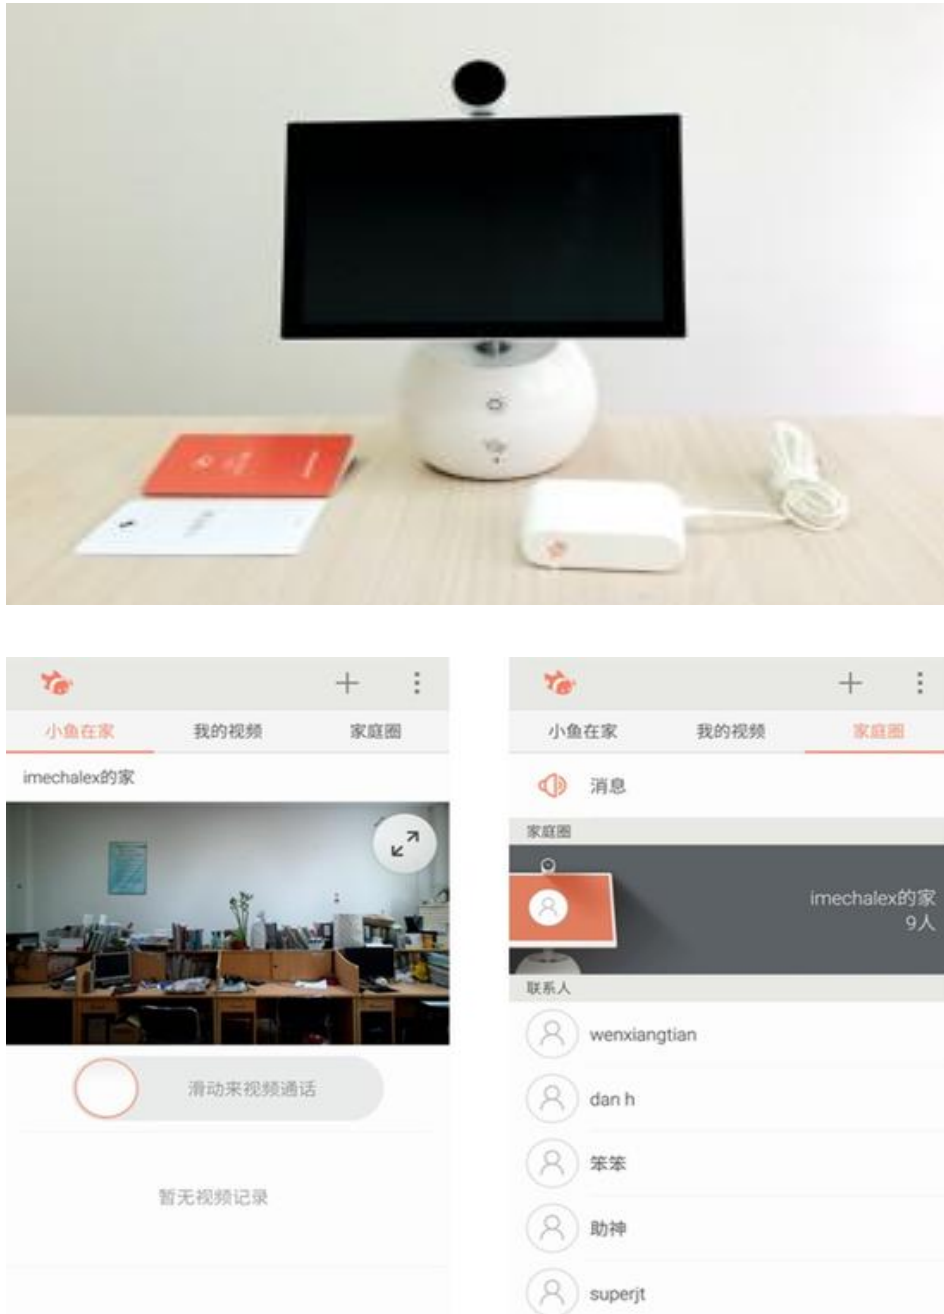 小鱼在家 我的视频 家庭圈
imechalex的家
滑动来视频通话
暂无视频记录
小鱼在家 我的视频 家庭圈
消息
家庭圈
imechalex的家
9人
联系人
wenxiangtian
dan h
笨笨
助神
superjt